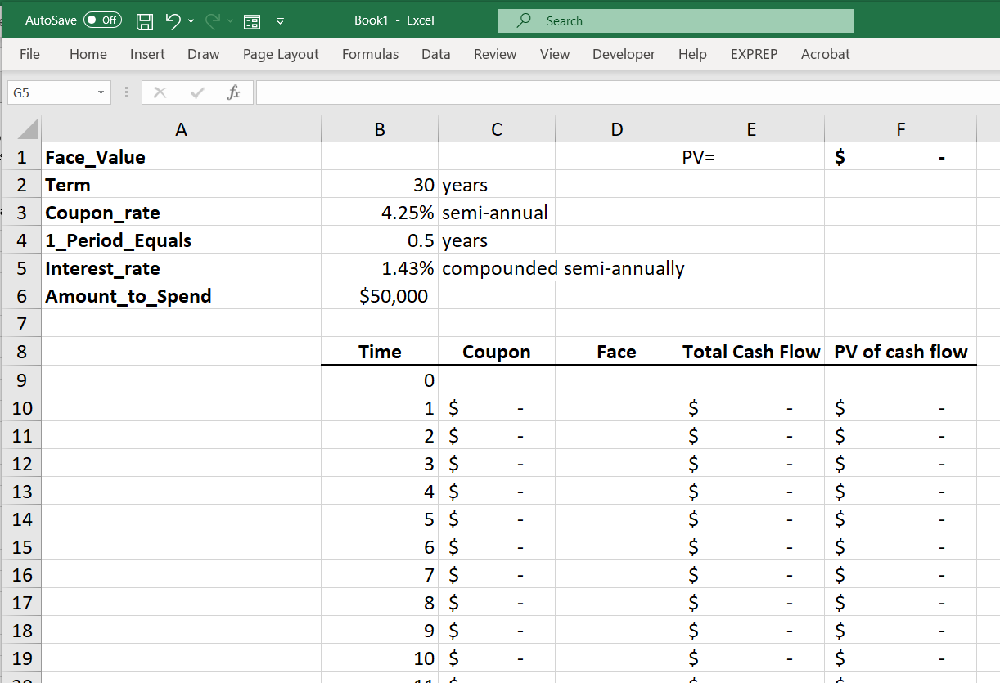 AutoSave Off Book1 - Excel Search
File Home Insert Draw Page Layout Formulas Data Review View Developer Help EXPREP Acrobat
G5 fx
A B C D E F
1 Face_Value PV= $ -
2 Term 30 years
3 Coupon_rate 4.25% semi-annual
4 1_Period_Equals 0.5 years
5 Interest_rate 1.43% compounded semi-annually
6 Amount_to_Spend $50,000
7
8 Time Coupon Face Total Cash Flow PV of cash flow
9 0
10 1 $ - $ - $ -
11 2 $ - $ - $ -
12 3 $ - $ - $ -
13 4 $ - $ - $ -
14 5 $ - $ - $ -
15 6 $ - $ - $ -
16 7 $ - $ - $ -
17 8 $ - $ - $ -
18 9 $ - $ - $ -
19 10 $ - $ - $ -